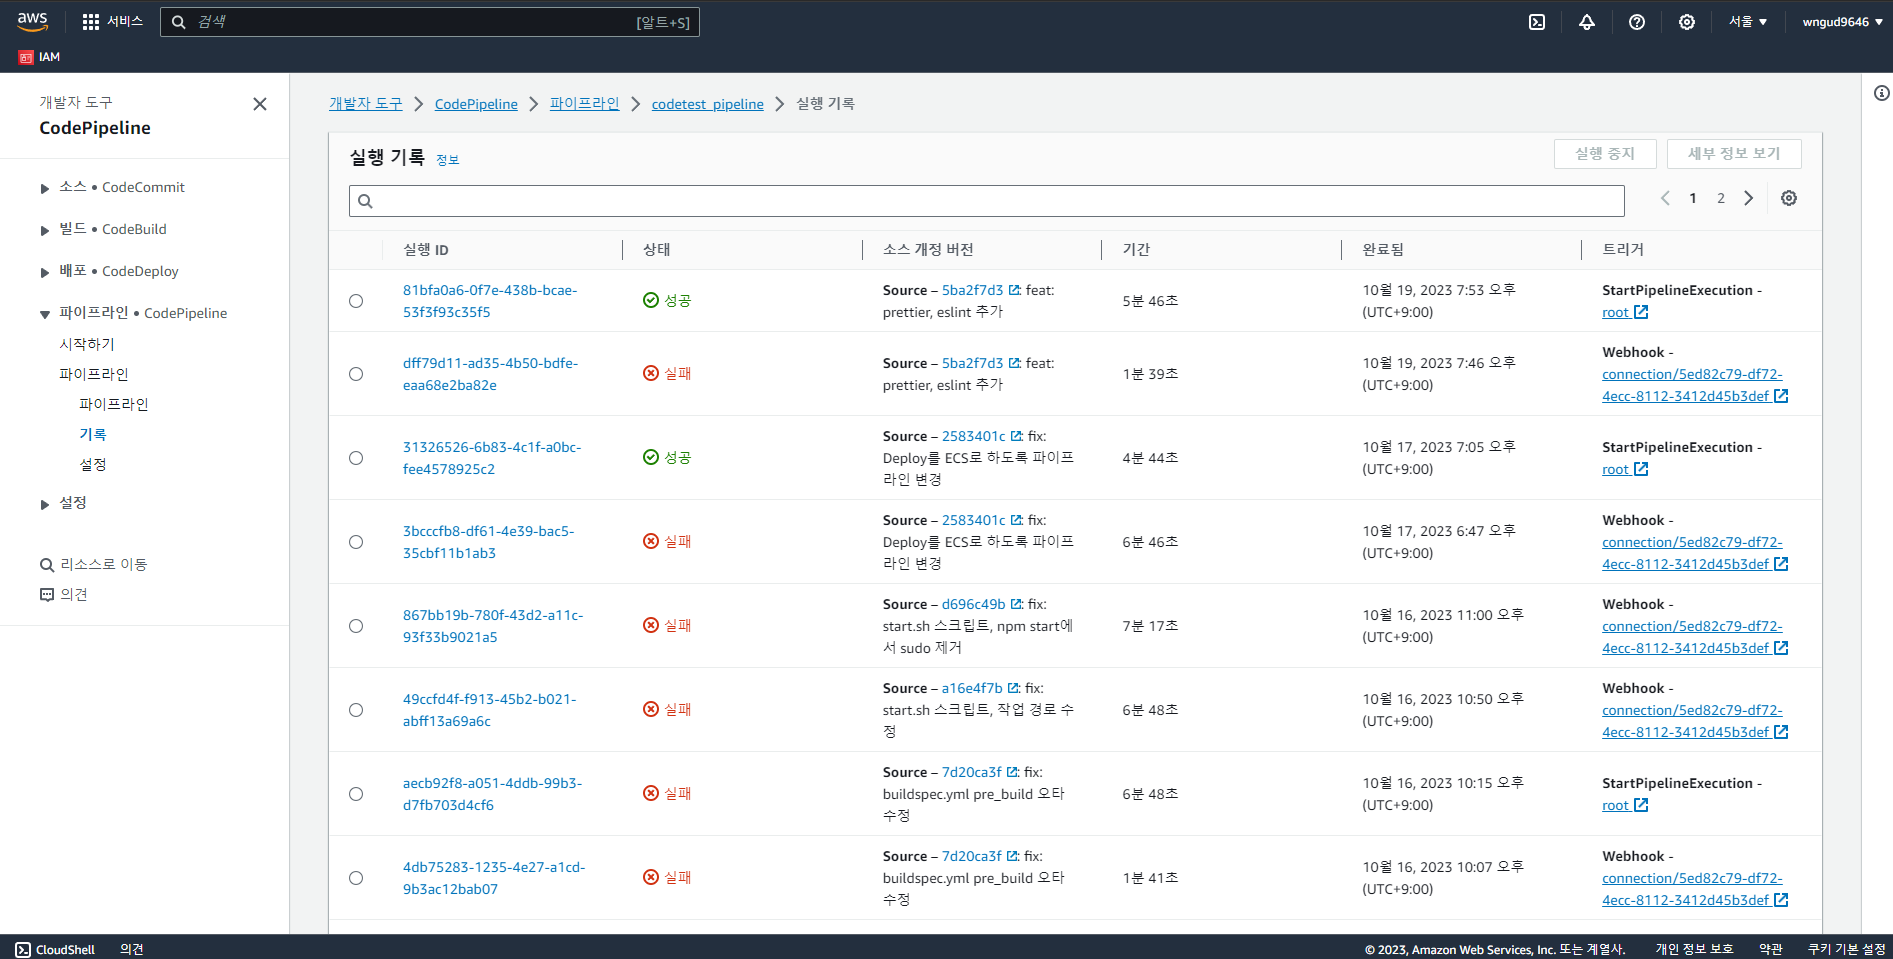 aws
서비스
검색
[알트+S]
서울
wngud9646
IAM
개발자 도구
CodePipeline
소스 • CodeCommit
빌드 • CodeBuild
배포 • CodeDeploy
파이프라인 • CodePipeline
시작하기
파이프라인
파이프라인
기록
설정
설정
리소스로 이동
의견
개발자 도구 > CodePipeline > 파이프라인 > codetest_pipeline > 실행 기록
실행 기록 정보
실행 중지
세부 정보 보기
1 2
실행 ID 상태 소스 개정 버전 기간 완료됨 트리거
81bfa0a6-0f7e-438b-bcae-
53f3f93c35f5
성공
Source – 5ba2f7d3 : feat:
prettier, eslint 추가
5분 46초
10월 19, 2023 7:53 오후
(UTC+9:00)
StartPipelineExecution -
root
dff79d11-ad35-4b50-bdfe-
eaa68e2ba82e
실패
Source – 5ba2f7d3 : feat:
prettier, eslint 추가
1분 39초
10월 19, 2023 7:46 오후
(UTC+9:00)
Webhook -
connection/5ed82c79-df72-
4ecc-8112-3412d45b3def
31326526-6b83-4c1f-a0bc-
fee4578925c2
성공
Source – 2583401c : fix:
Deploy를 ECS로 하도록 파이프
라인 변경
4분 44초
10월 17, 2023 7:05 오후
(UTC+9:00)
StartPipelineExecution -
root
3bcccfb8-df61-4e39-bac5-
35cbf11b1ab3
실패
Source – 2583401c : fix:
Deploy를 ECS로 하도록 파이프
라인 변경
6분 46초
10월 17, 2023 6:47 오후
(UTC+9:00)
Webhook -
connection/5ed82c79-df72-
4ecc-8112-3412d45b3def
867bb19b-780f-43d2-a11c-
93f33b9021a5
실패
Source – d696c49b : fix:
start.sh 스크립트, npm start에
서 sudo 제거
7분 17초
10월 16, 2023 11:00 오후
(UTC+9:00)
Webhook -
connection/5ed82c79-df72-
4ecc-8112-3412d45b3def
49ccfd4f-f913-45b2-b021-
abff13a69a6c
실패
Source – a16e4f7b : fix:
start.sh 스크립트, 작업 경로 수
정
6분 48초
10월 16, 2023 10:50 오후
(UTC+9:00)
Webhook -
connection/5ed82c79-df72-
4ecc-8112-3412d45b3def
aecb92f8-a051-4ddb-99b3-
d7fb703d4cf6
실패
Source – 7d20ca3f : fix:
buildspec.yml pre_build 오타
수정
6분 48초
10월 16, 2023 10:15 오후
(UTC+9:00)
StartPipelineExecution -
root
4db75283-1235-4e27-a1cd-
9b3ac12bab07
실패
Source – 7d20ca3f : fix:
buildspec.yml pre_build 오타
수정
1분 41초
10월 16, 2023 10:07 오후
(UTC+9:00)
Webhook -
connection/5ed82c79-df72-
4ecc-8112-3412d45b3def
CloudShell 의견 © 2023, Amazon Web Services, Inc. 또는 계열사. 개인 정보 보호 약관 쿠키 기본 설정